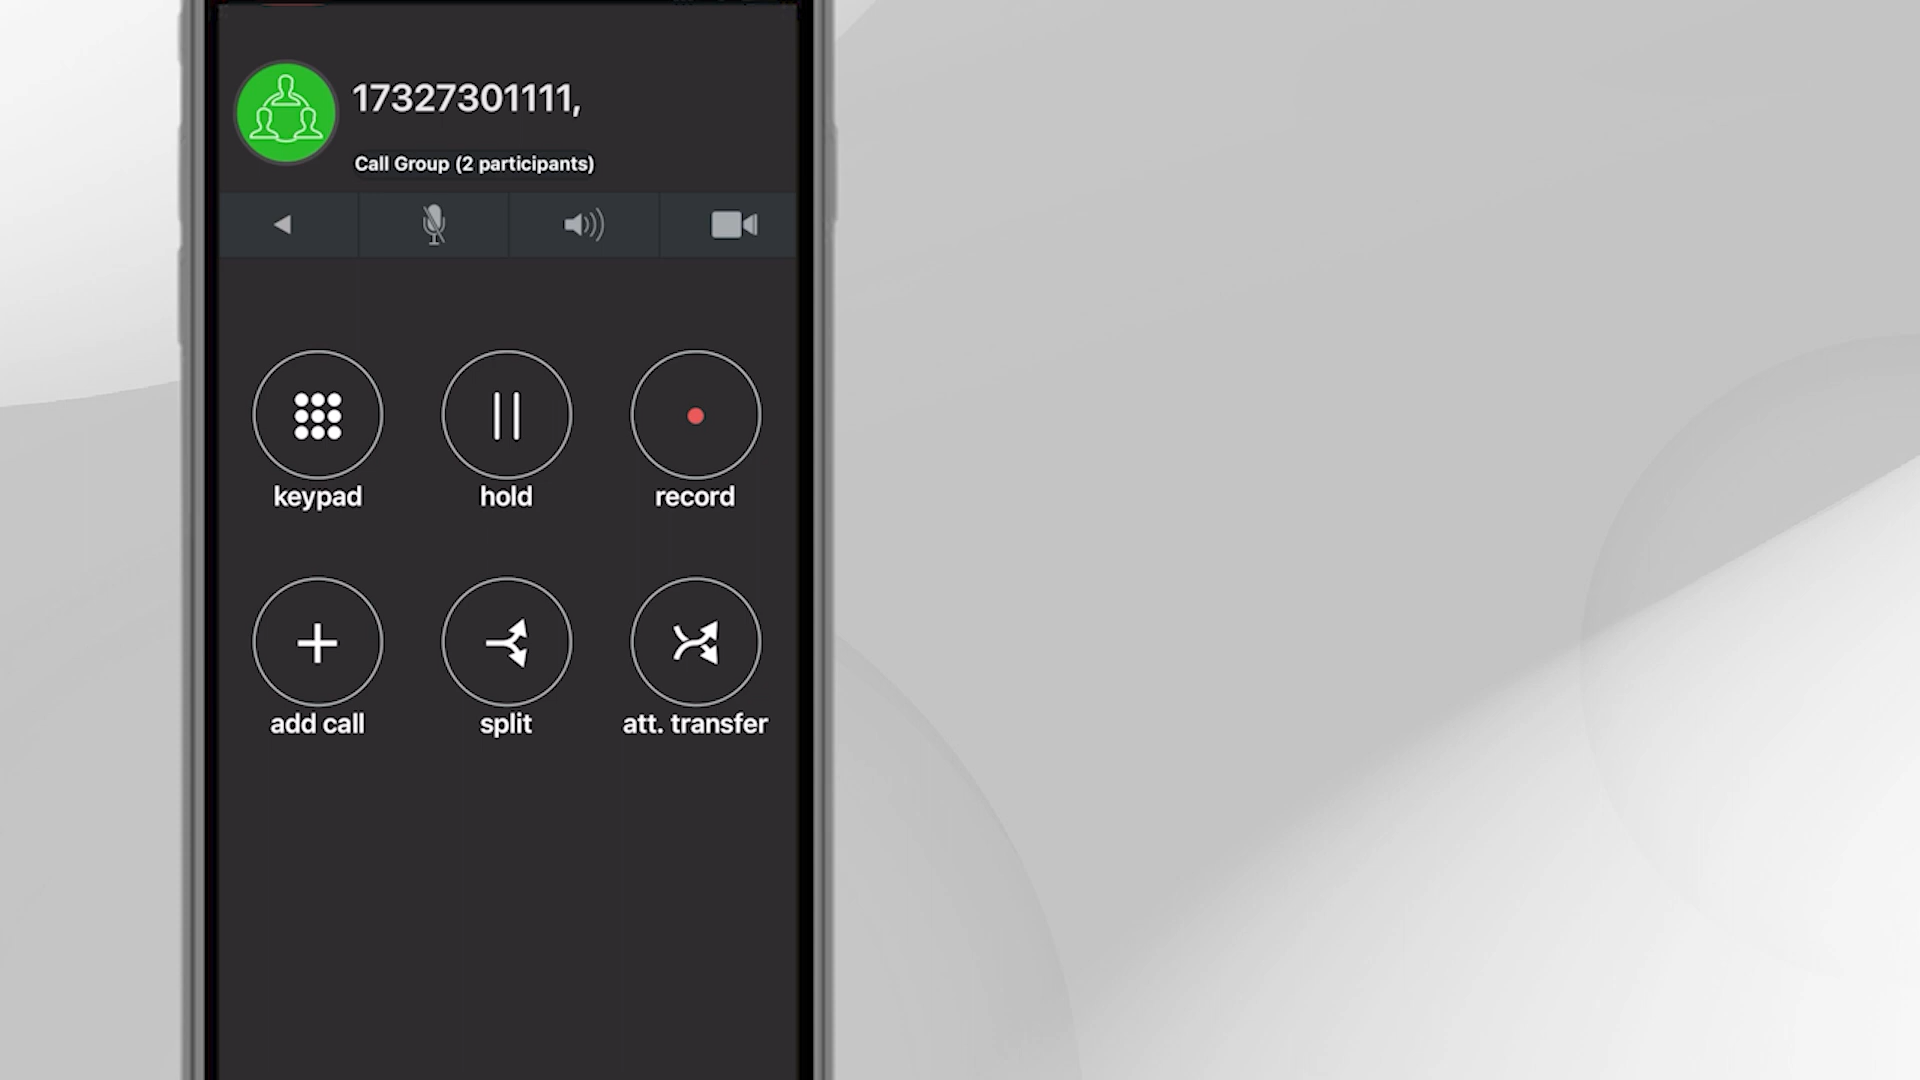 17327301111,
Call Group (2 participants)
keypad
hold
record
add call
split
att. transfer